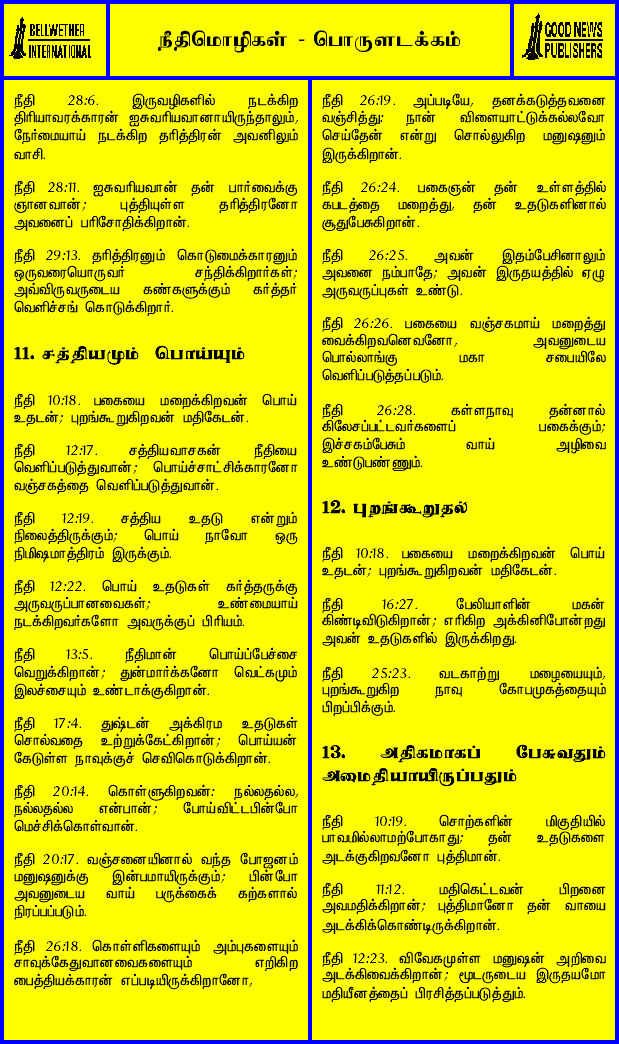 BELLWETHER
INTERNATIONAL
நீதிமொழிகள் - பொருளடக்கம்
GOOD NEWS
PUBLISHERS
நீதி 28:6. இருவழிகளில் நடக்கிற
திரியாவரக்காரன் ஐசுவரியவானாயிருந்தாலும்,
நேர்மையாய் நடக்கிற தரித்திரன் அவனிலும்
வாசி.
நீதி 28:11. ஐசுவரியவான் தன் பார்வைக்கு
ஞானவான்; புத்தியுள்ள தரித்திரனோ
அவனைப் பரிசோதிக்கிறான்.
நீதி 29:13. தரித்திரனும் கொடுமைக்காரனும்
ஒருவரையொருவர் சந்திக்கிறார்கள்;
அவ்விருவருடைய கண்களுக்கும் கர்த்தர்
வெளிச்சங் கொடுக்கிறார்.
11. சத்தியமும் பொய்யும்
நீதி 10:18. பகையை மறைக்கிறவன் பொய்
உதடன்; புறங்கூறுகிறவன் மதிகேடன்.
நீதி 12:17. சத்தியவாசகன் நீதியை
வெளிப்படுத்துவான்; பொய்ச்சாட்சிக்காரனோ
வஞ்சகத்தை வெளிப்படுத்துவான்.
நீதி 12:19. சத்திய உதடு என்றும்
நிலைத்திருக்கும்; பொய் நாவோ ஒரு
நிமிஷமாத்திரம் இருக்கும்.
நீதி 12:22. பொய் உதடுகள் கர்த்தருக்கு
அருவருப்பானவைகள்; உண்மையாய்
நடக்கிறவர்களோ அவருக்குப் பிரியம்.
நீதி 13:5. நீதிமான் பொய்ப்பேச்சை
வெறுக்கிறான்; துன்மார்க்கனோ வெட்கமும்
இலச்சையும் உண்டாக்குகிறான்.
நீதி 17:4. துஷ்டன் அக்கிரம உதடுகள்
சொல்வதை உற்றுக்கேட்கிறான்; பொய்யன்
கேடுள்ள நாவுக்குச் செவிகொடுக்கிறான்.
நீதி 20:14. கொள்ளுகிறவன்: நல்லதல்ல,
நல்லதல்ல என்பான்; போய்விட்டபின்போ
மெச்சிக்கொள்வான்.
நீதி 20:17. வஞ்சனையினால் வந்த போஜனம்
மனுஷனுக்கு இன்பமாயிருக்கும்; பின்போ
அவனுடைய வாய் பருக்கைக் கற்களால்
நிரப்பப்படும்.
நீதி 26:18. கொள்ளிகளையும் அம்புகளையும்
சாவுக்கேதுவானவைகளையும் எறிகிற
பைத்தியக்காரன் எப்படியிருக்கிறானோ,
நீதி 26:19. அப்படியே, தனக்கடுத்தவனை
வஞ்சித்து: நான் விளையாட்டுக்கல்லவோ
செய்தேன் என்று சொல்லுகிற மனுஷனும்
இருக்கிறான்.
நீதி 26:24. பகைஞன் தன் உள்ளத்தில்
கபடத்தை மறைத்து, தன் உதடுகளினால்
சூதுபேசுகிறான்.
நீதி 26:25. அவன் இதம்பேசினாலும்
அவனை நம்பாதே; அவன் இருதயத்தில் ஏழு
அருவருப்புகள் உண்டு.
நீதி 26:26. பகையை வஞ்சகமாய் மறைத்து
வைக்கிறவனெவனோ, அவனுடைய
பொல்லாங்கு மகா சபையிலே
வெளிப்படுத்தப்படும்.
நீதி 26:28. கள்ளநாவு தன்னால்
கிலேசப்பட்டவர்களைப் பகைக்கும்;
இச்சகம்பேசும் வாய் அழிவை
உண்டுபண்ணும்.
12. புறங்கூறுதல்
நீதி 10:18. பகையை மறைக்கிறவன் பொய்
உதடன்; புறங்கூறுகிறவன் மதிகேடன்.
நீதி 16:27. பேலியாளின் மகன்
கிண்டிவிடுகிறான்; எரிகிற அக்கினிபோன்றது
அவன் உதடுகளில் இருக்கிறது.
நீதி 25:23. வடகாற்று மழையையும்,
புறங்கூறுகிற நாவு கோபமுகத்தையும்
பிறப்பிக்கும்.
13. அதிகமாகப் பேசுவதும்
அமைதியாயிருப்பதும்
நீதி 10:19. சொற்களின் மிகுதியில்
பாவமில்லாமற்போகாது; தன் உதடுகளை
அடக்குகிறவனோ புத்திமான்.
நீதி 11:12. மதிகெட்டவன் பிறனை
அவமதிக்கிறான்; புத்திமானோ தன் வாயை
அடக்கிக்கொண்டிருக்கிறான்.
நீதி 12:23. விவேகமுள்ள மனுஷன் அறிவை
அடக்கிவைக்கிறான்; மூடருடைய இருதயமோ
மதியீனத்தைப் பிரசித்தப்படுத்தும்.